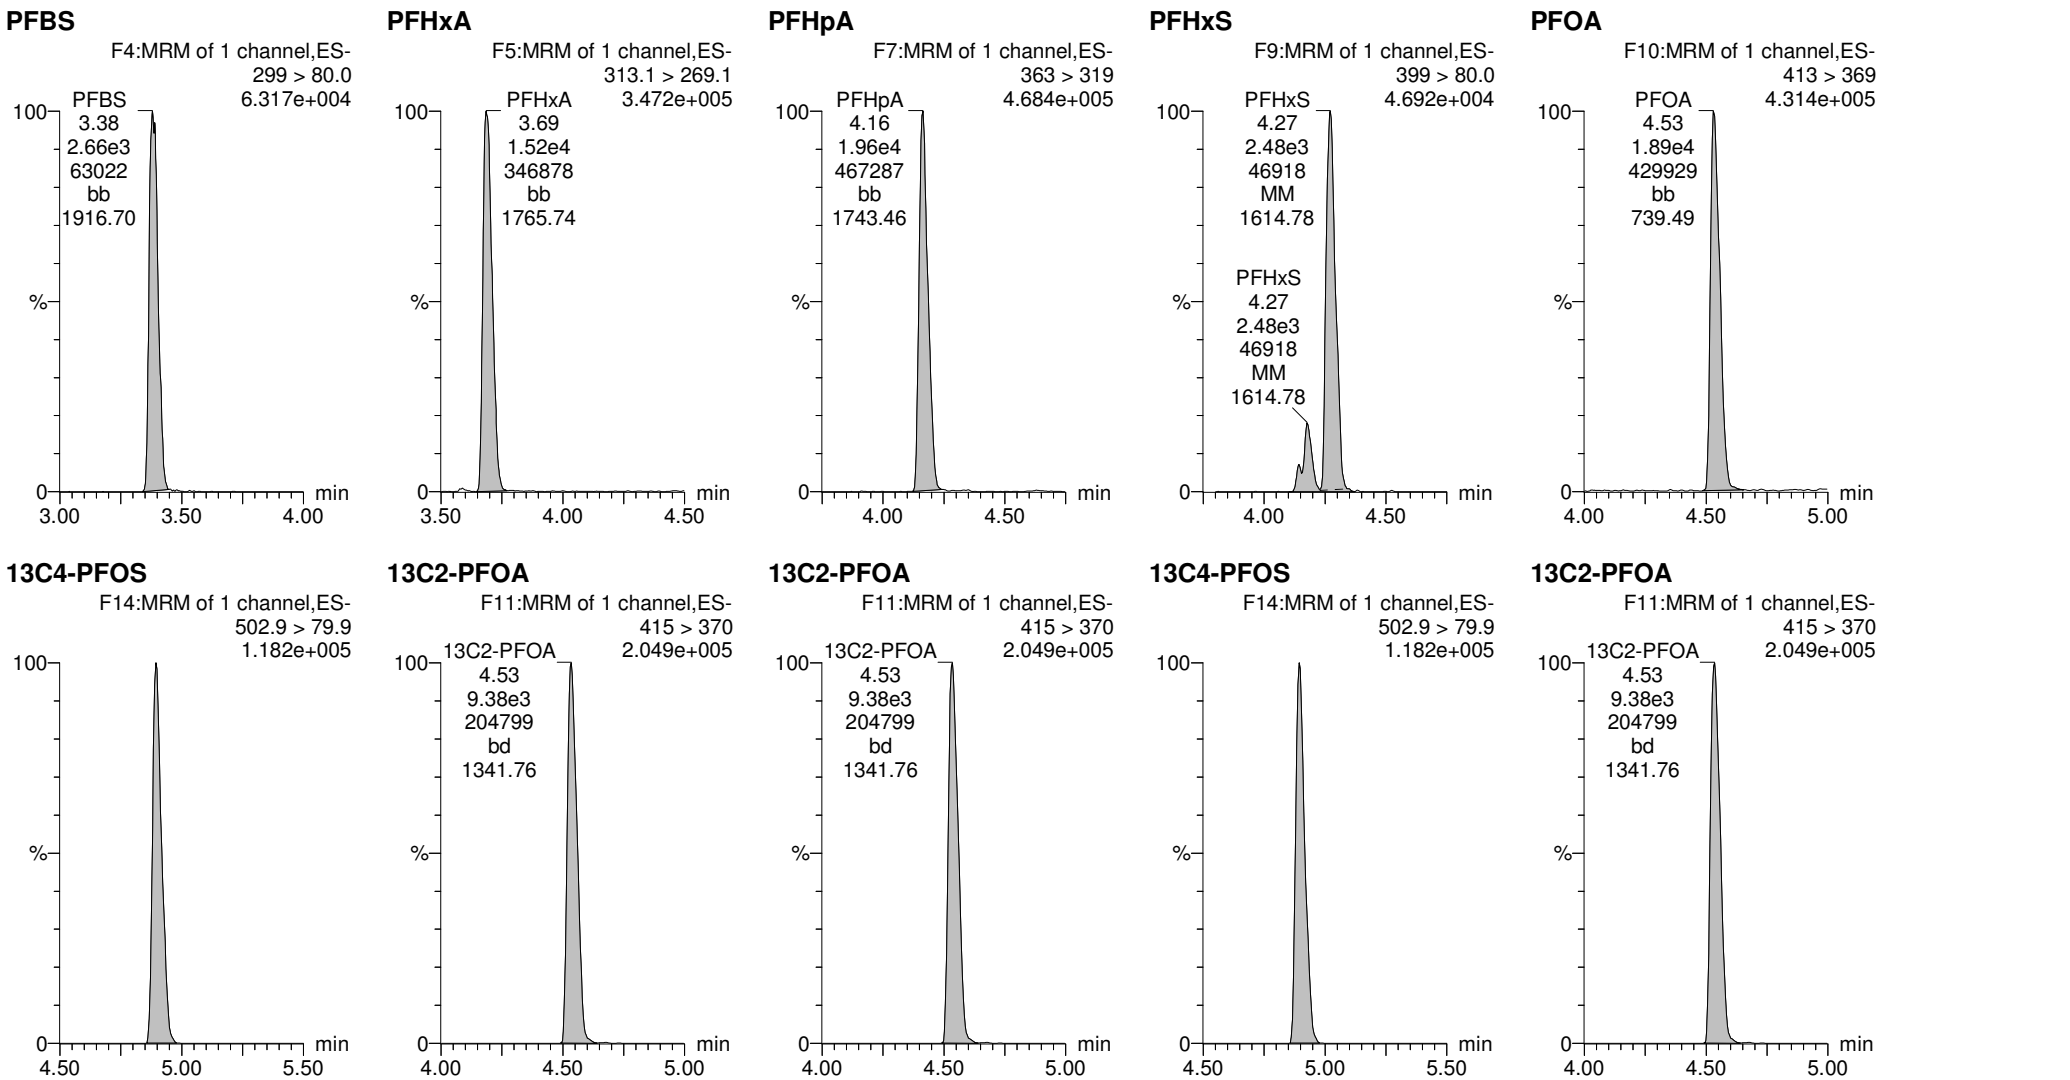 PFBS
F4:MRM of 1 channel,ES-
299 > 80.0
6.317e+004
PFBS
3.38
2.66e3
63022
bb
1916.70
100
%
0
min
3.00 3.50 4.00
PFHxA
F5:MRM of 1 channel,ES-
313.1 > 269.1
3.472e+005
PFHxA
3.69
1.52e4
346878
bb
1765.74
100
%
0
min
3.50 4.00 4.50
PFHpA
F7:MRM of 1 channel,ES-
363 > 319
4.684e+005
PFHpA
4.16
1.96e4
467287
bb
1743.46
100
%
0
min
4.00 4.50
PFHxS
F9:MRM of 1 channel,ES-
399 > 80.0
4.692e+004
PFHxS
4.27
2.48e3
46918
MM
1614.78
PFHxS
4.27
2.48e3
46918
MM
1614.78
100
%
0
min
4.00 4.50
PFOA
F10:MRM of 1 channel,ES-
413 > 369
4.314e+005
PFOA
4.53
1.89e4
429929
bb
739.49
100
%
0
min
4.00 4.50 5.00
13C4-PFOS
F14:MRM of 1 channel,ES-
502.9 > 79.9
1.182e+005
100
%
0
min
4.50 5.00 5.50
13C2-PFOA
F11:MRM of 1 channel,ES-
415 > 370
2.049e+005
13C2-PFOA
4.53
9.38e3
204799
bd
1341.76
100
%
0
min
4.00 4.50 5.00
13C2-PFOA
F11:MRM of 1 channel,ES-
415 > 370
2.049e+005
13C2-PFOA
4.53
9.38e3
204799
bd
1341.76
100
%
0
min
4.00 4.50 5.00
13C4-PFOS
F14:MRM of 1 channel,ES-
502.9 > 79.9
1.182e+005
100
%
0
min
4.50 5.00 5.50
13C2-PFOA
F11:MRM of 1 channel,ES-
415 > 370
2.049e+005
13C2-PFOA
4.53
9.38e3
204799
bd
1341.76
100
%
0
min
4.00 4.50 5.00